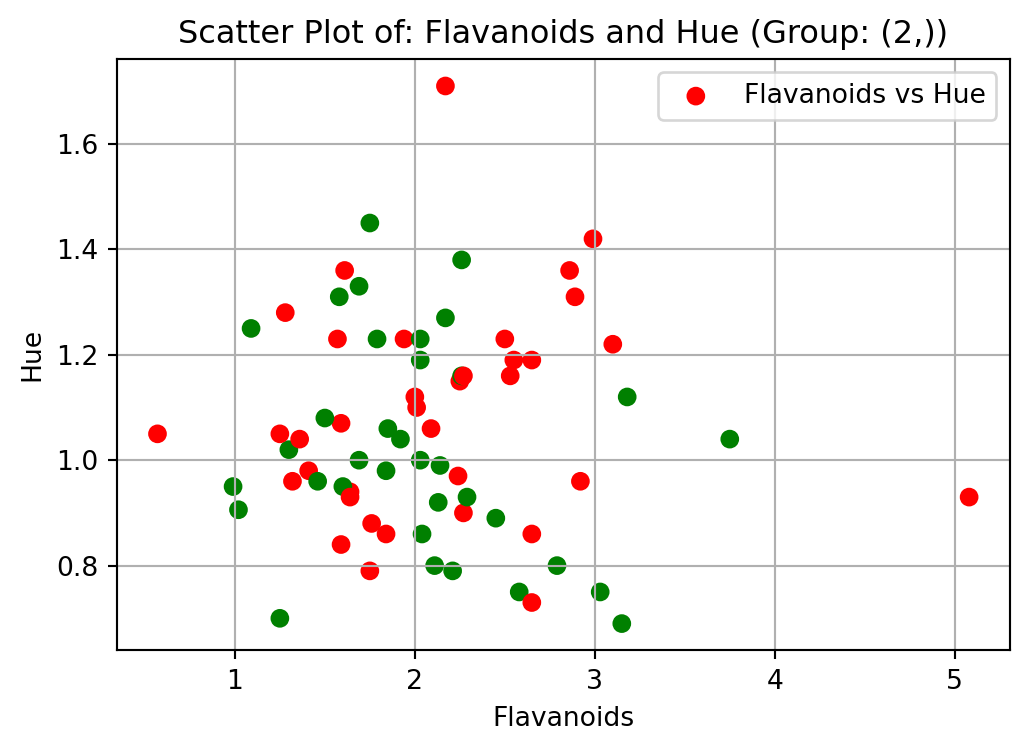 Scatter Plot of: Flavanoids and Hue (Group: (2,))
Flavanoids vs Hue
1.6
1.4
1.2
1.0
0.8
Hue
1 2 3 4 5
Flavanoids